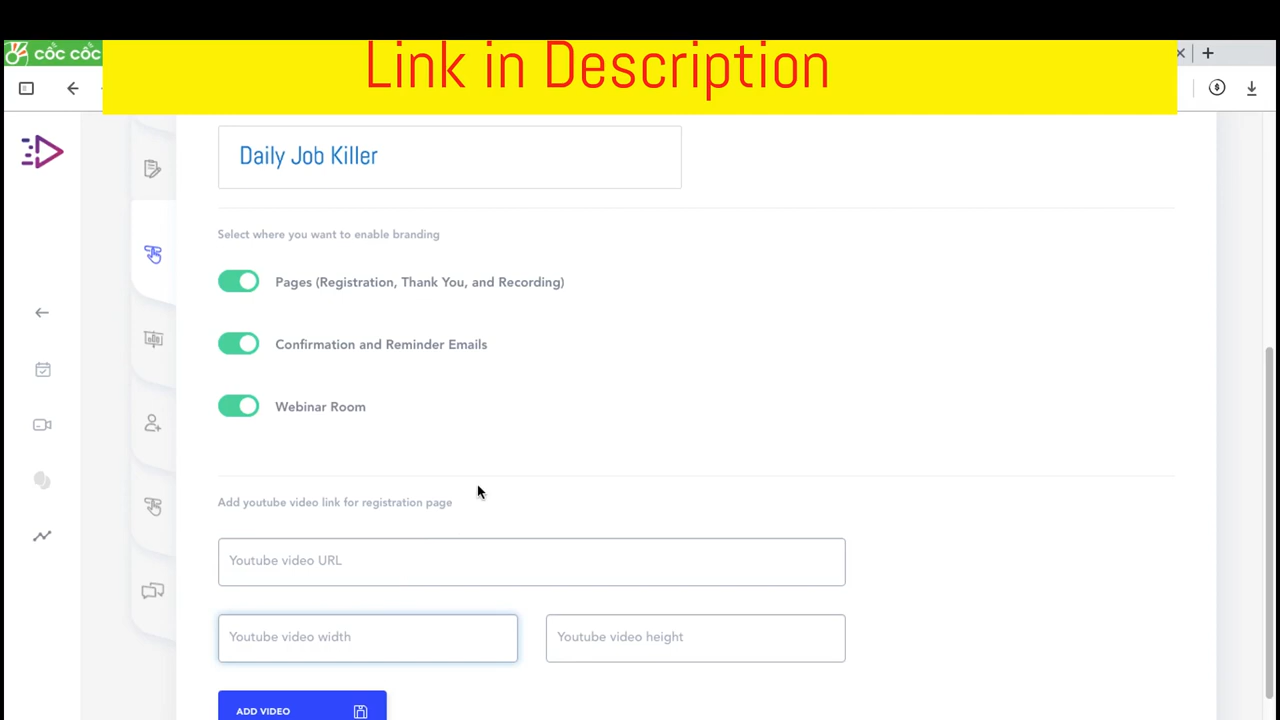 cốc cốc
Link in Description
Daily Job Killer
Select where you want to enable branding
Pages (Registration, Thank You, and Recording)
Confirmation and Reminder Emails
Webinar Room
Add youtube video link for registration page
Youtube video URL
Youtube video width
Youtube video height
ADD VIDEO